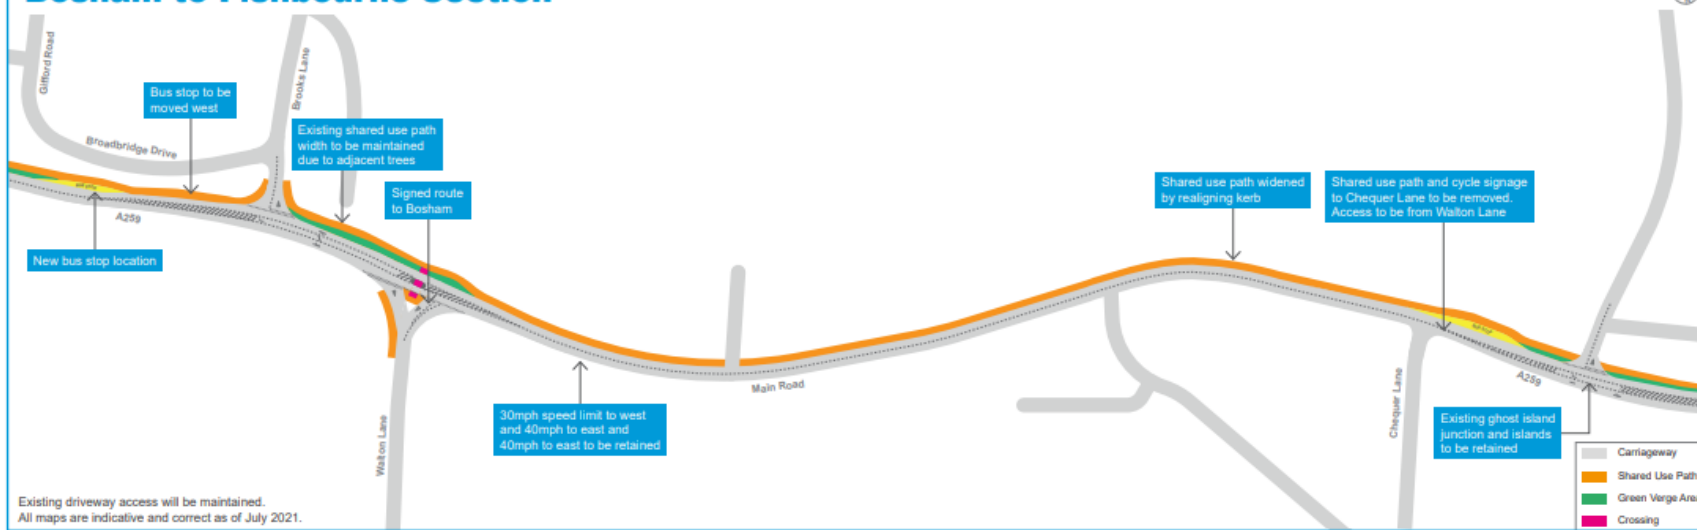 Bosham to Fishbourne Section
Gifford Road
Brooks Lane
Bus stop to be
moved west
Broadbridge Drive
Existing shared use path
width to be maintained
due to adjacent trees
Signed route
to Bosham
A259
New bus stop location
Shared use path widened
by realigning kerb
Shared use path and cycle signage
to Chequer Lane to be removed.
Access to be from Walton Lane
Main Road
30mph speed limit to west
and 40mph to east and
40mph to east to be retained
Walton Lane
Chequer Lane
A259
Existing ghost island
junction and islands
to be retained
Carriageway
Shared Use Path
Green Verge Area
Crossing
Existing driveway access will be maintained.
All maps are indicative and correct as of July 2021.